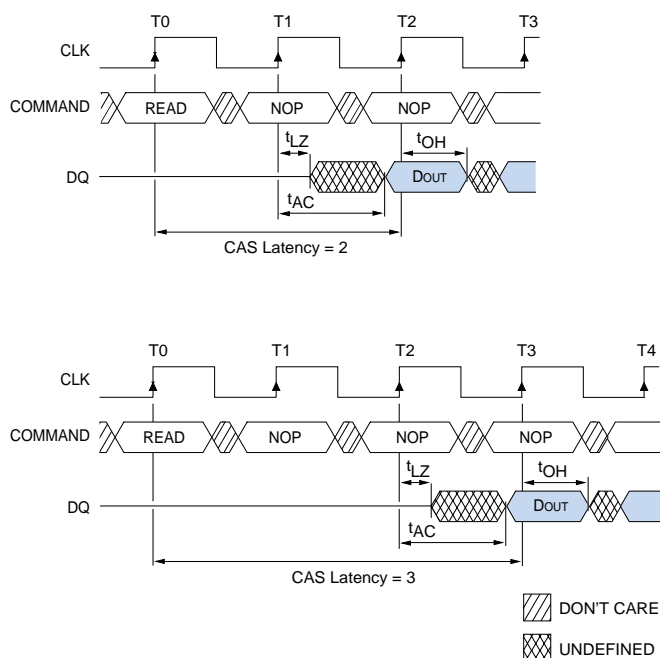 T0 T1 T2 T3
CLK
COMMAND READ NOP NOP
tLZ tOH
DQ DOUT
tAC
CAS Latency = 2
T0 T1 T2 T3 T4
CLK
COMMAND READ NOP NOP NOP
tLZ tOH
DQ DOUT
tAC
CAS Latency = 3
DON'T CARE
UNDEFINED